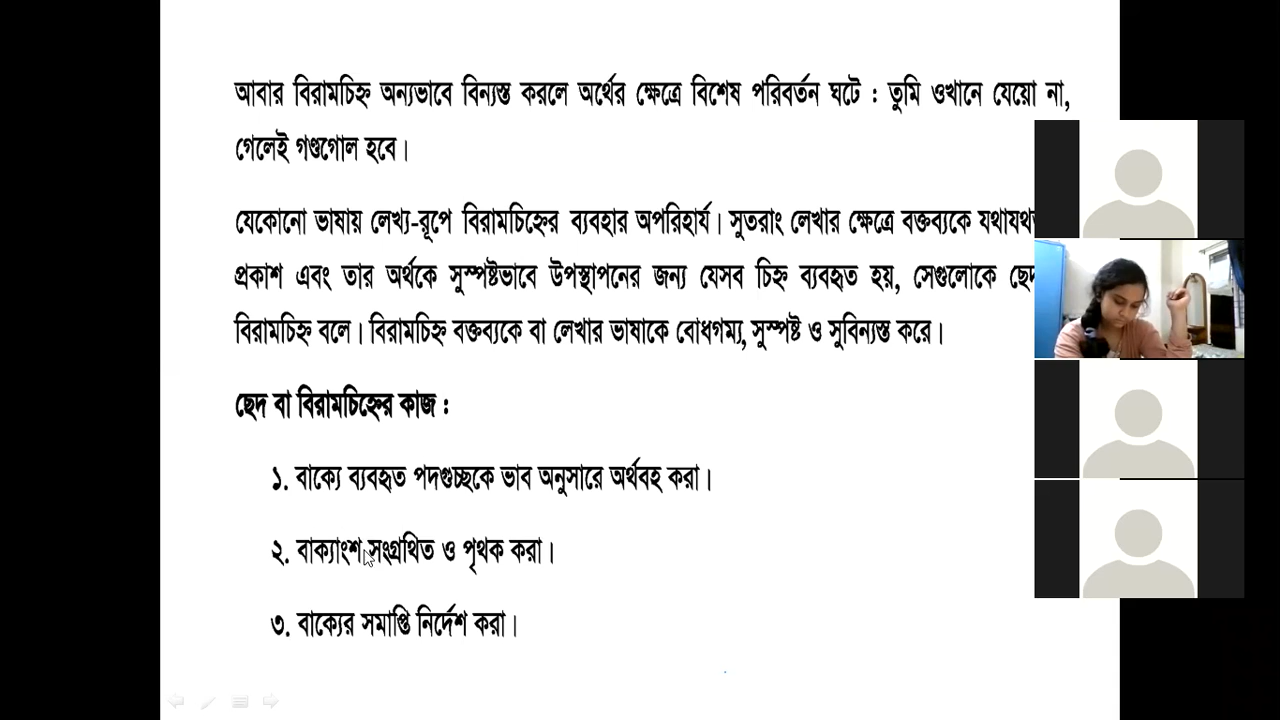 আবার বিরামচিহ্ন অন্যভাবে বিন্যস্ত করলে অর্থের ক্ষেত্রে বিশেষ পরিবর্তন ঘটে : তুমি ওখানে যেয়ো না,
গেলেই গণ্ডগোল হবে।
যেকোনো ভাষায় লেখ্য-রূপে বিরামচিহ্নের ব্যবহার অপরিহার্য। সুতরাং লেখার ক্ষেত্রে বক্তব্যকে
প্রকাশ এবং তার অর্থকে সুস্পষ্টভাবে উপস্থাপনের জন্য যেসব চিহ্ন ব্যবহৃত হয়, সেগুলোকে
বিরামচিহ্ন বলে। বিরামচিহ্ন বক্তব্যকে বা লেখার ভাষাকে বোধগম্য, সুস্পষ্ট ও সুবিন্যস্ত করে।
ছেদ বা বিরামচিহ্নের কাজ :
১. বাক্যে ব্যবহৃত পদগুচ্ছকে ভাব অনুসারে অর্থবহ করা।
২. বাক্যাংশ সংগ্রথিত ও পৃথক করা।
৩. বাক্যের সমাপ্তি নির্দেশ করা।